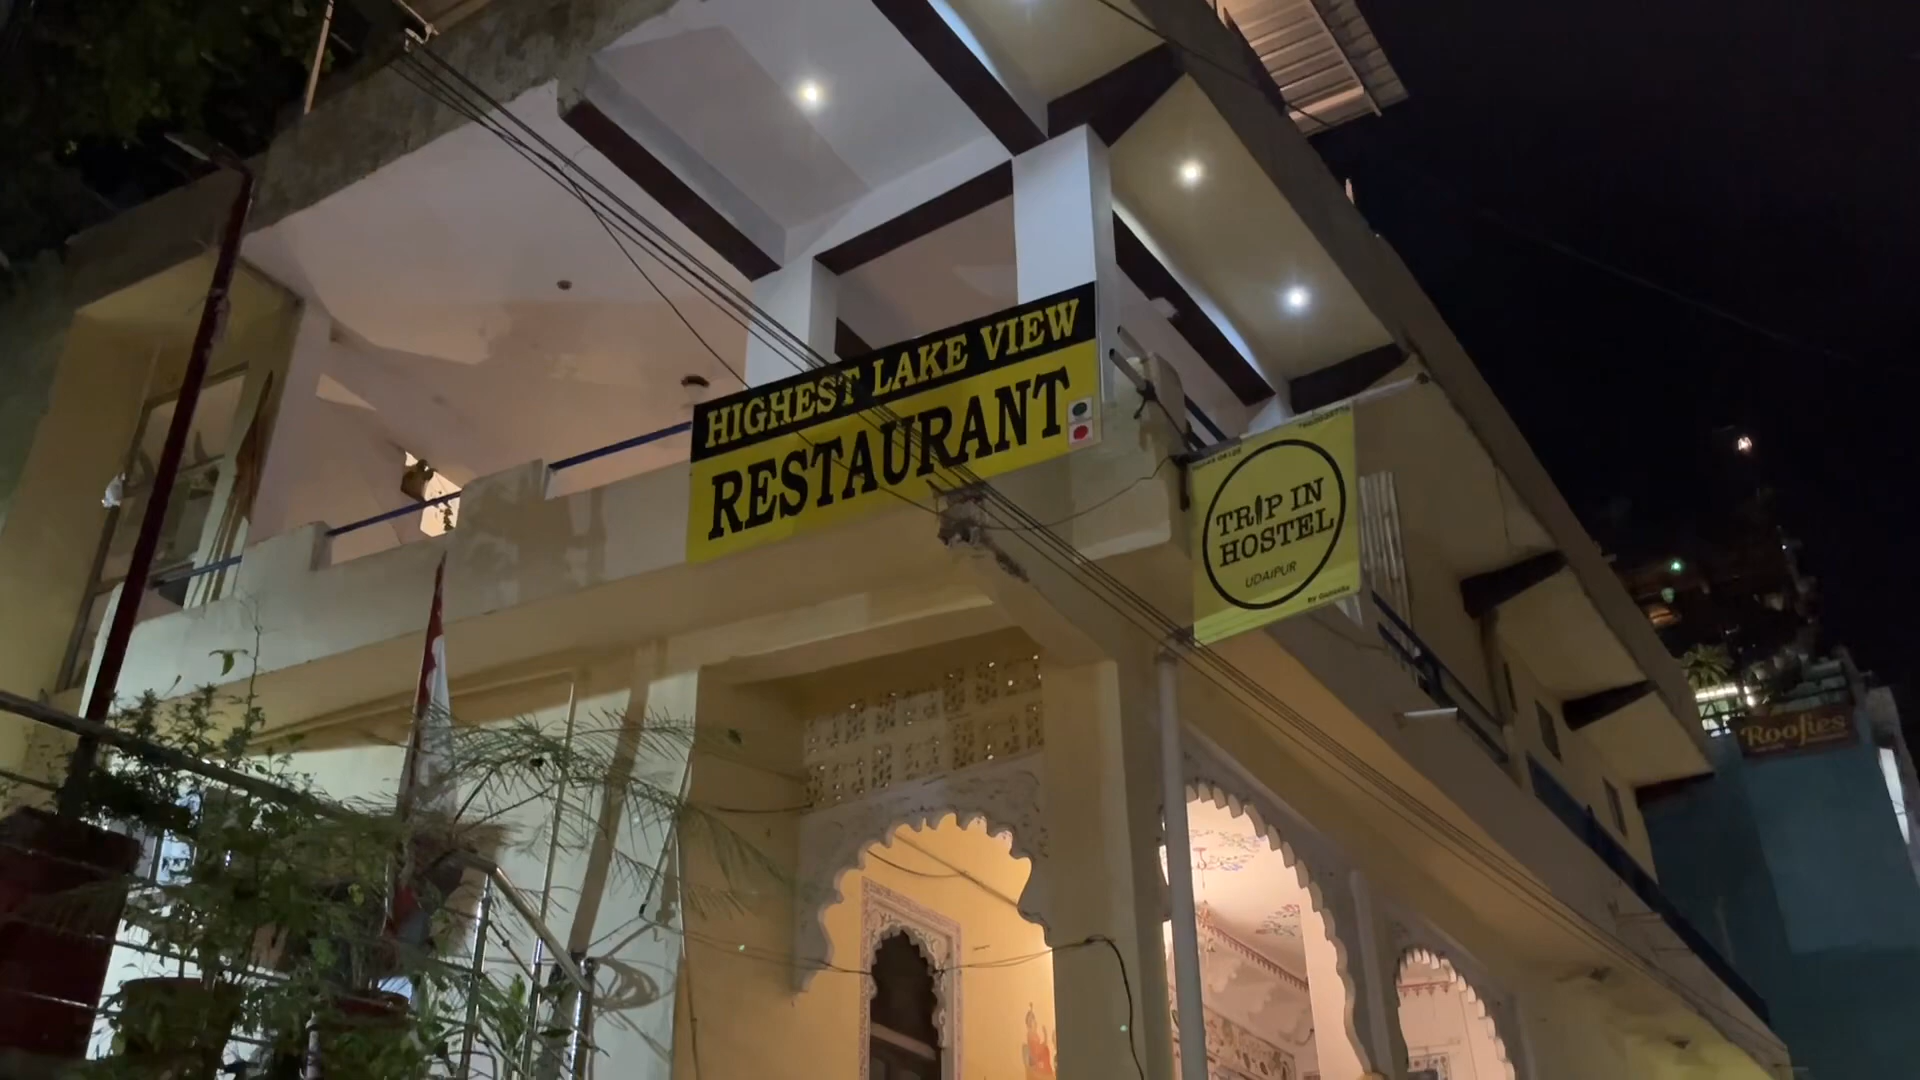 HIGHEST LAKE VIEW
RESTAURANT
TRIP IN
HOSTEL
UDAIPUR
Roofies